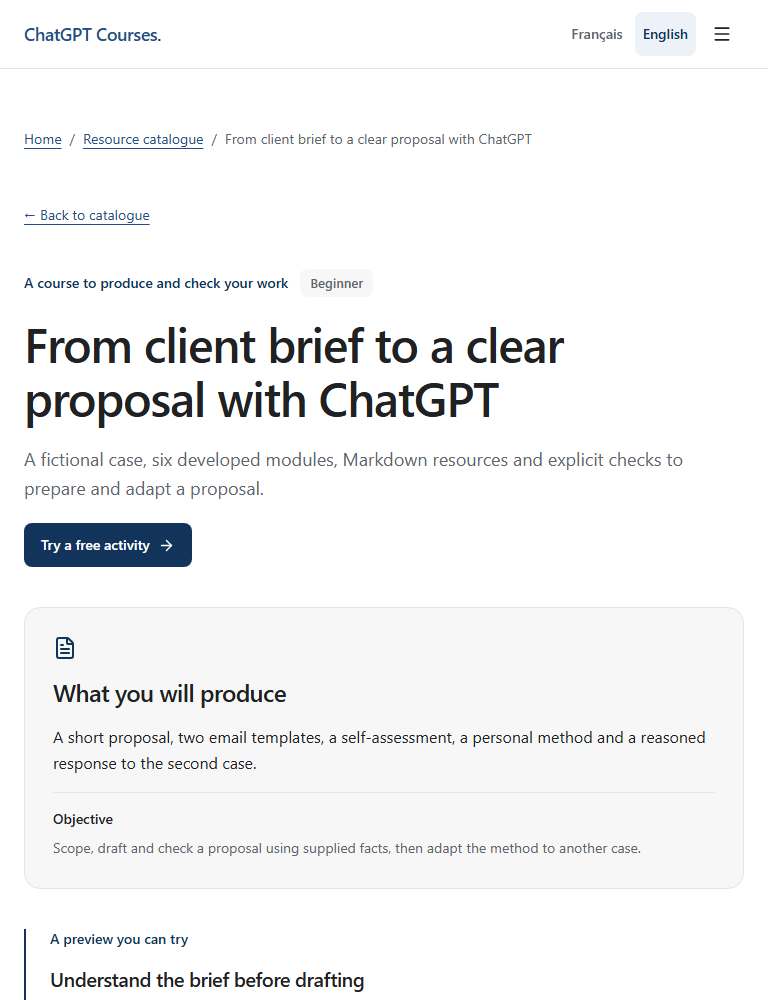 ChatGPT Courses.
Français
English
Home / Resource catalogue / From client brief to a clear proposal with ChatGPT
← Back to catalogue
A course to produce and check your work
Beginner
From client brief to a clear
proposal with ChatGPT
A fictional case, six developed modules, Markdown resources and explicit checks to
prepare and adapt a proposal.
Try a free activity →
What you will produce
A short proposal, two email templates, a self-assessment, a personal method and a reasoned
response to the second case.
Objective
Scope, draft and check a proposal using supplied facts, then adapt the method to another case.
A preview you can try
Understand the brief before drafting